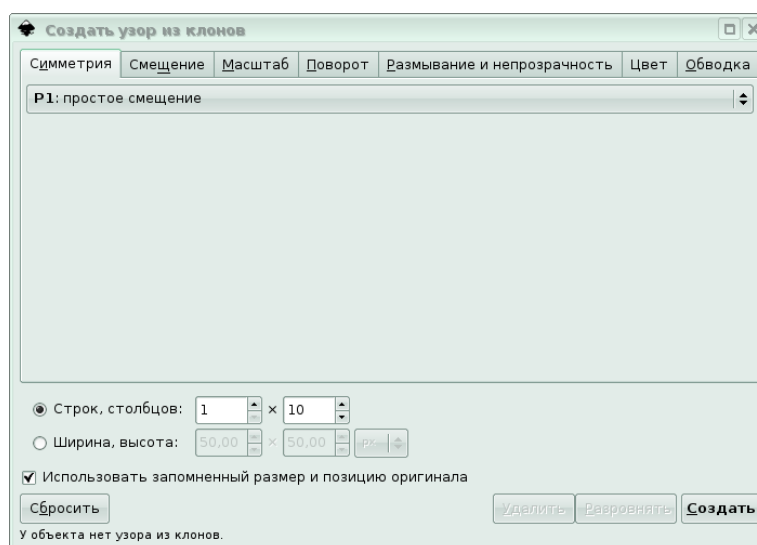 Создать узор из клонов
Симметрия Смещение Масштаб Поворот Размывание и непрозрачность Цвет Обводка
P1: простое смещение
Строк, столбцов: 1 × 10
Ширина, высота: 50,00 × 50,00 px
Использовать запомненный размер и позицию оригинала
Сбросить Удалить Разровнять Создать
У объекта нет узора из клонов.